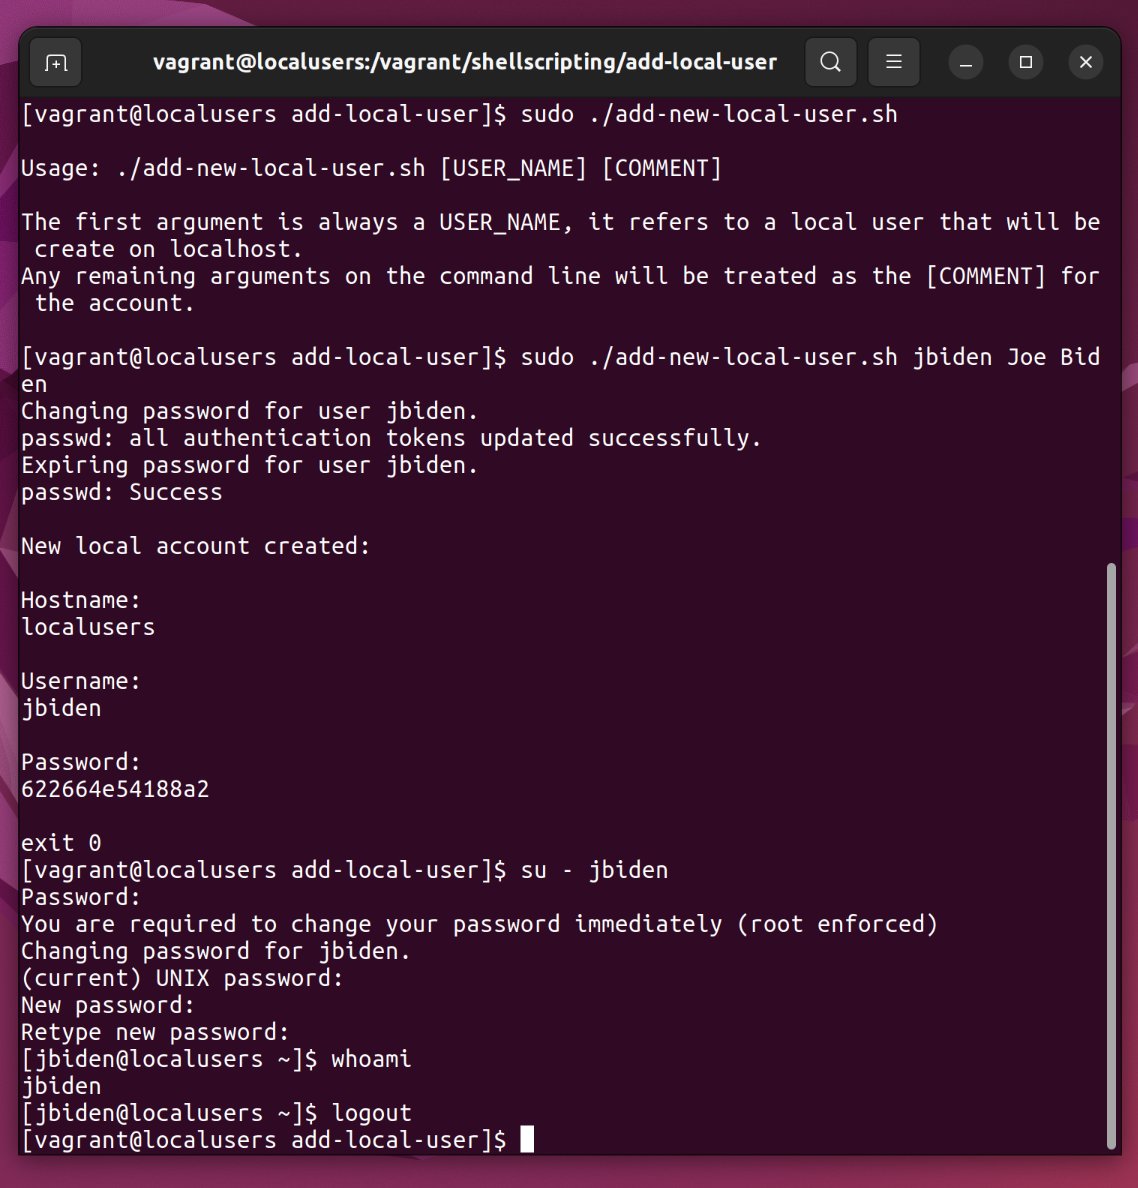 vagrant@localusers:/vagrant/shellscripting/add-local-user
[vagrant@localusers add-local-user]$ sudo ./add-new-local-user.sh
Usage: ./add-new-local-user.sh [USER_NAME] [COMMENT]
The first argument is always a USER_NAME, it refers to a local user that will be
create on localhost.
Any remaining arguments on the command line will be treated as the [COMMENT] for
the account.
[vagrant@localusers add-local-user]$ sudo ./add-new-local-user.sh jbiden Joe Bid
en
Changing password for user jbiden.
passwd: all authentication tokens updated successfully.
Expiring password for user jbiden.
passwd: Success
New local account created:
Hostname:
localusers
Username:
jbiden
Password:
622664e54188a2
exit 0
[vagrant@localusers add-local-user]$ su - jbiden
Password:
You are required to change your password immediately (root enforced)
Changing password for jbiden.
(current) UNIX password:
New password:
Retype new password:
[jbiden@localusers ~]$ whoami
jbiden
[jbiden@localusers ~]$ logout
[vagrant@localusers add-local-user]$